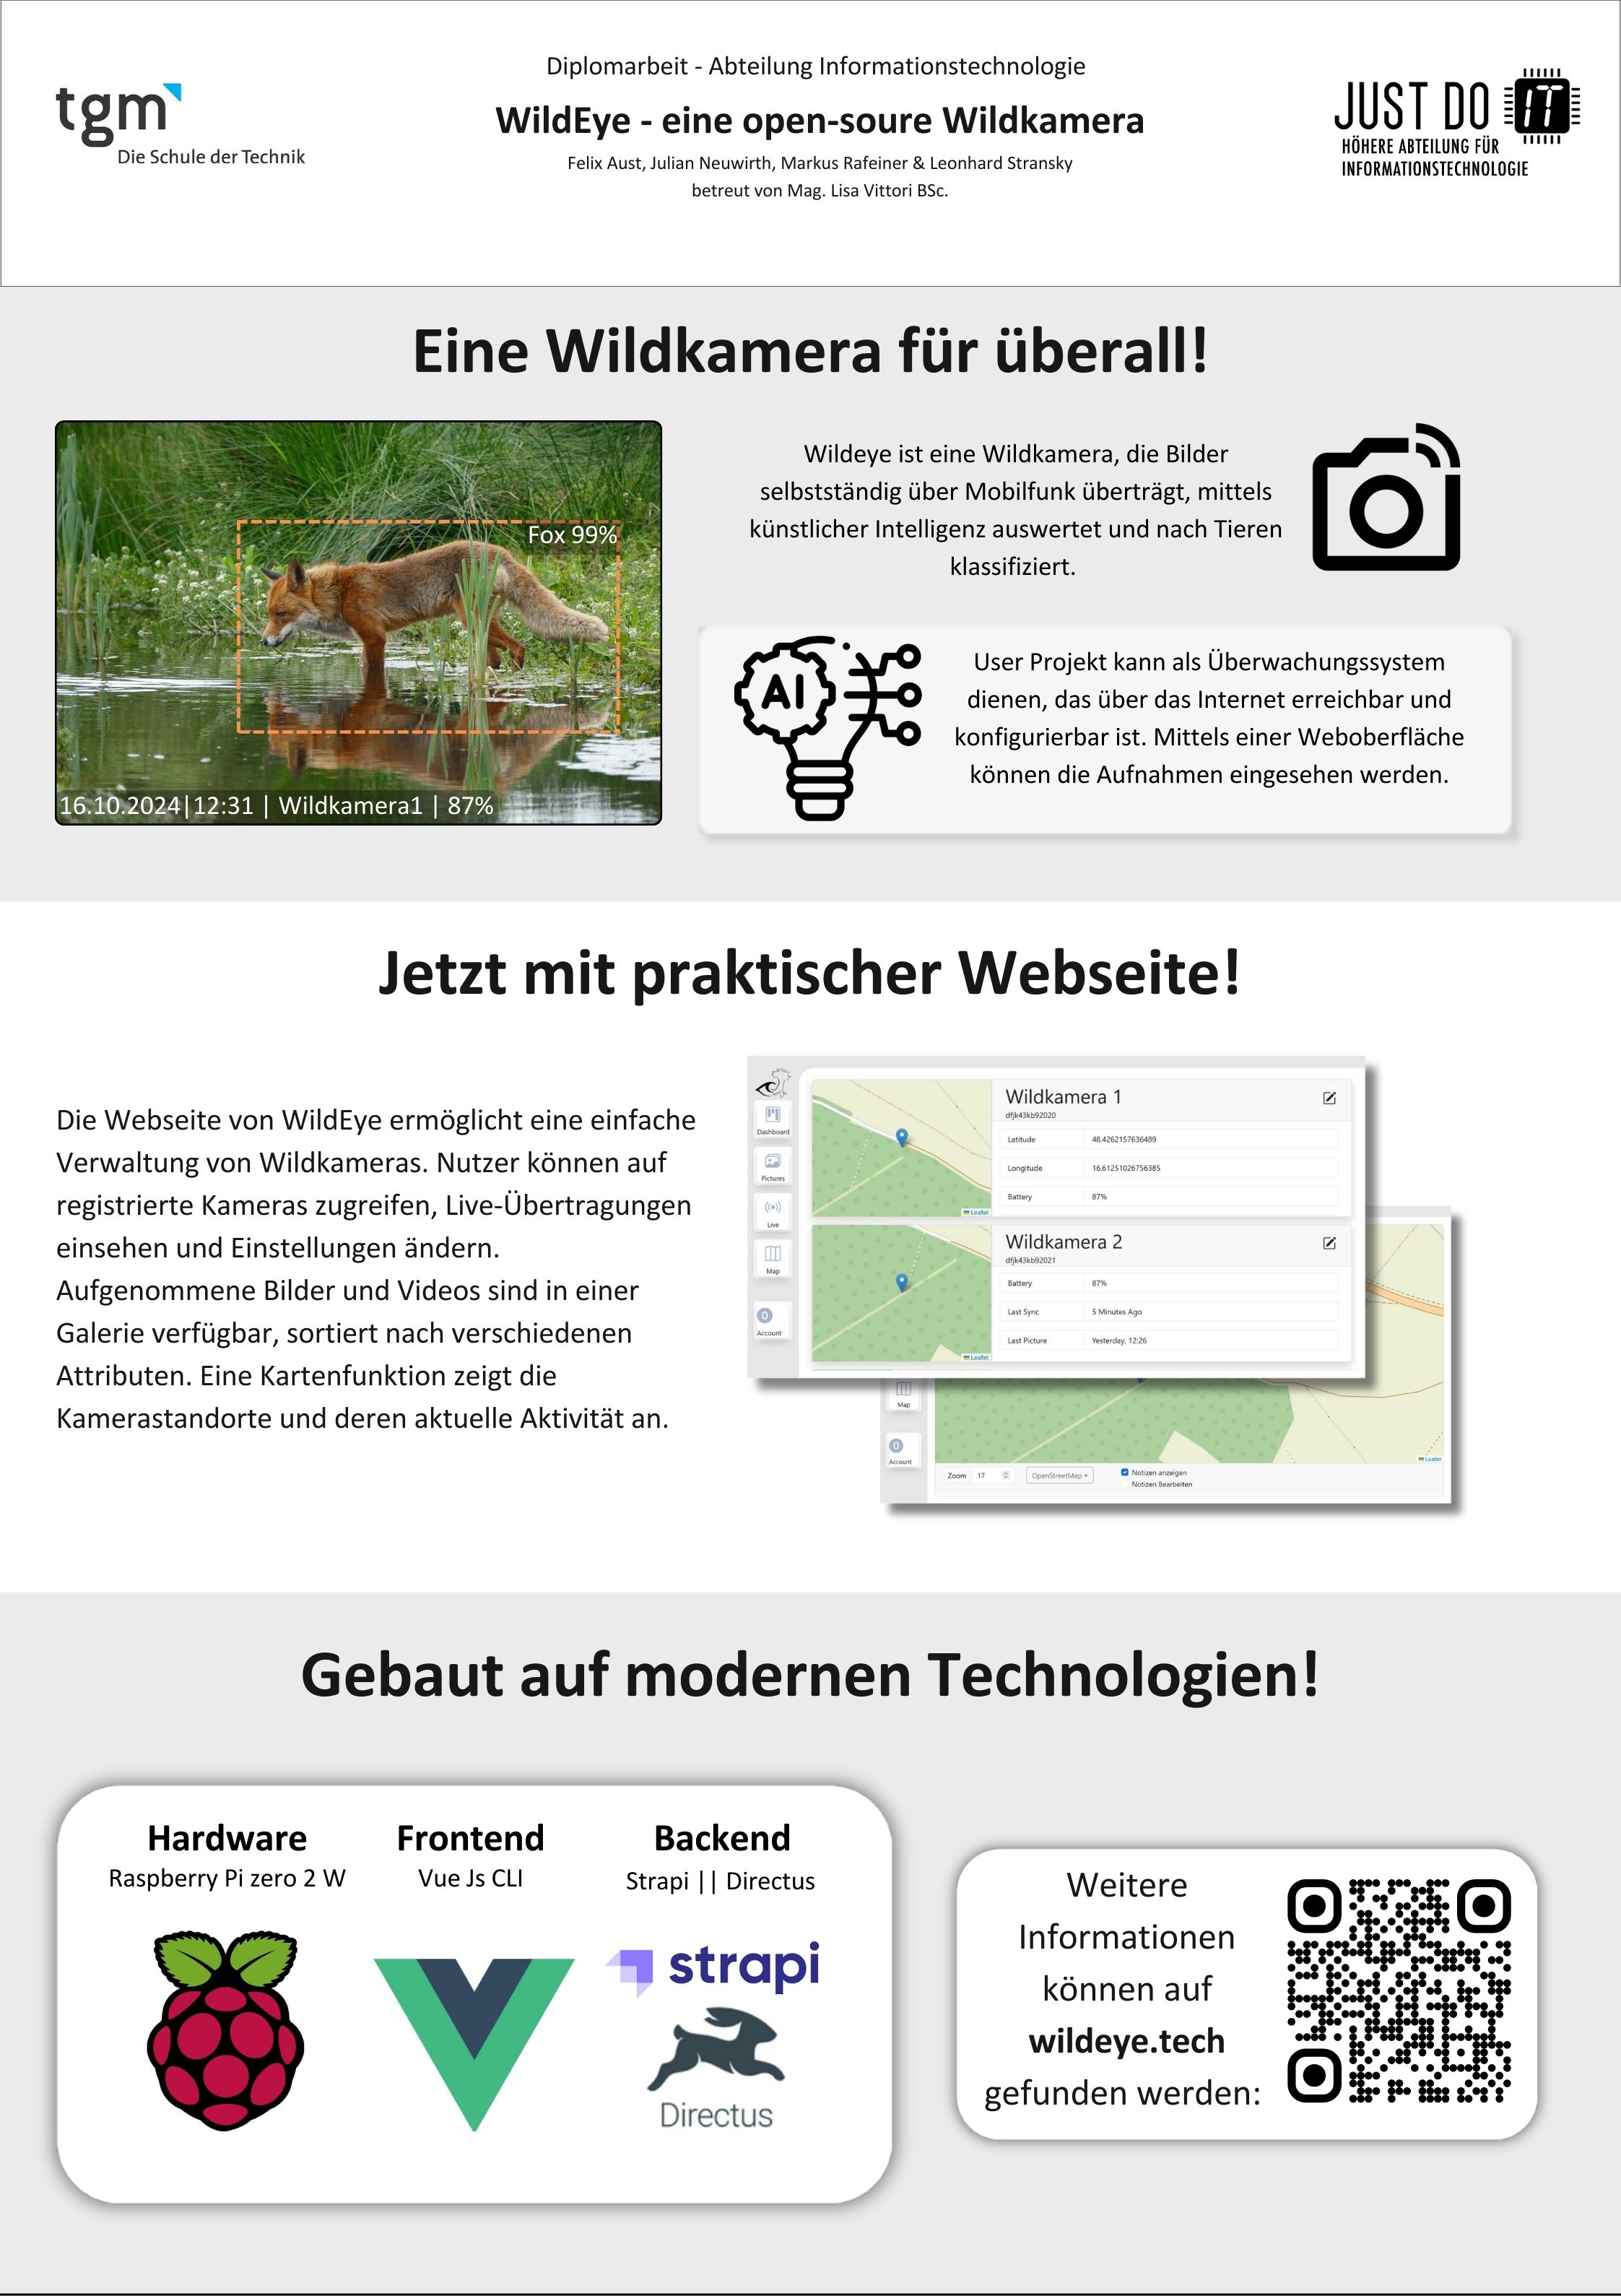 tgm
Die Schule der Technik
Diplomarbeit - Abteilung Informationstechnologie
WildEye - eine open-soure Wildkamera
Felix Aust, Julian Neuwirth, Markus Rafeiner & Leonhard Stransky
betreut von Mag. Lisa Vittori BSc.
JUST DO IT
HÖHERE ABTEILUNG FÜR
INFORMATIONSTECHNOLOGIE
Eine Wildkamera für überall!
Fox 99%
16.10.2024|12:31 | Wildkamera1 | 87%
Wildeye ist eine Wildkamera, die Bilder
selbstständig über Mobilfunk überträgt, mittels
künstlicher Intelligenz auswertet und nach Tieren
klassifiziert.
AI
User Projekt kann als Überwachungssystem
dienen, das über das Internet erreichbar und
konfigurierbar ist. Mittels einer Weboberfläche
können die Aufnahmen eingesehen werden.
Jetzt mit praktischer Webseite!
Die Webseite von WildEye ermöglicht eine einfache
Verwaltung von Wildkameras. Nutzer können auf
registrierte Kameras zugreifen, Live-Übertragungen
einsehen und Einstellungen ändern.
Aufgenommene Bilder und Videos sind in einer
Galerie verfügbar, sortiert nach verschiedenen
Attributen. Eine Kartenfunktion zeigt die
Kamerastandorte und deren aktuelle Aktivität an.
Dashboard
Pictures
Live
Map
Account
Wildkamera 1
dfjk43kb92020
Latitude 48.4262157636489
Longitude 16.61251026756385
Battery 87%
Leaflet
Wildkamera 2
dfjk43kb92021
Battery 87%
Last Sync 5 Minutes Ago
Last Picture Yesterday, 12:26
Leaflet
Map
Account
Leaflet
Zoom 17 OpenStreetMap
Notizen anzeigen
Notizen Bearbeiten
Gebaut auf modernen Technologien!
Hardware
Raspberry Pi zero 2 W
Frontend
Vue Js CLI
Backend
Strapi || Directus
strapi
Directus
Weitere
Informationen
können auf
wildeye.tech
gefunden werden: